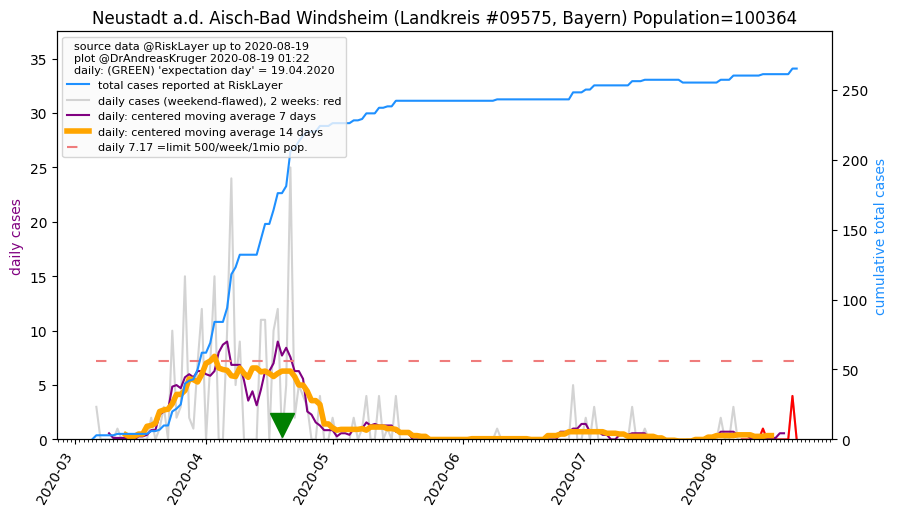 Neustadt a.d. Aisch-Bad Windsheim (Landkreis #09575, Bayern) Population=100364
source data @RiskLayer up to 2020-08-19
plot @DrAndreasKruger 2020-08-19 01:22
daily: (GREEN) 'expectation day' = 19.04.2020
total cases reported at RiskLayer
daily cases (weekend-flawed), 2 weeks: red
daily: centered moving average 7 days
daily: centered moving average 14 days
daily 7.17 =limit 500/week/1mio pop.
daily cases
35
30
25
20
15
10
5
0
cumulative total cases
250
200
150
100
50
0
2020-03
2020-04
2020-05
2020-06
2020-07
2020-08